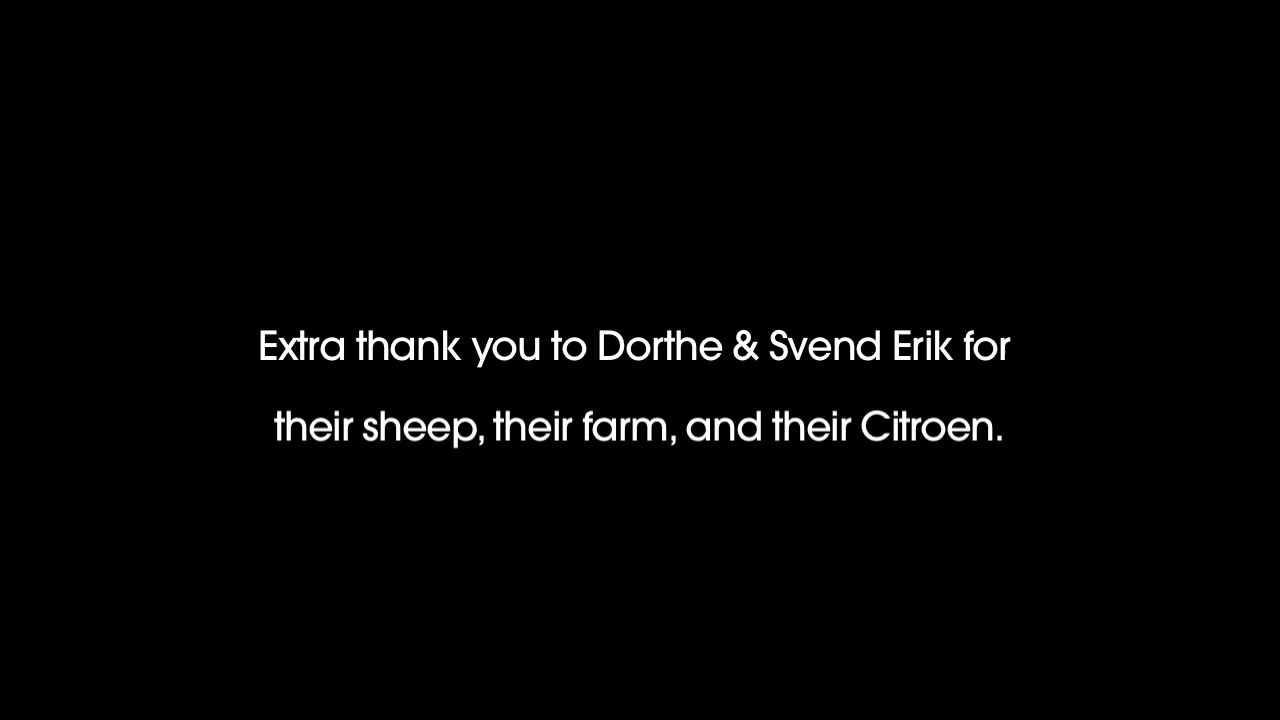 Extra thank you to Dorthe & Svend Erik for
their sheep, their farm, and their Citroen.